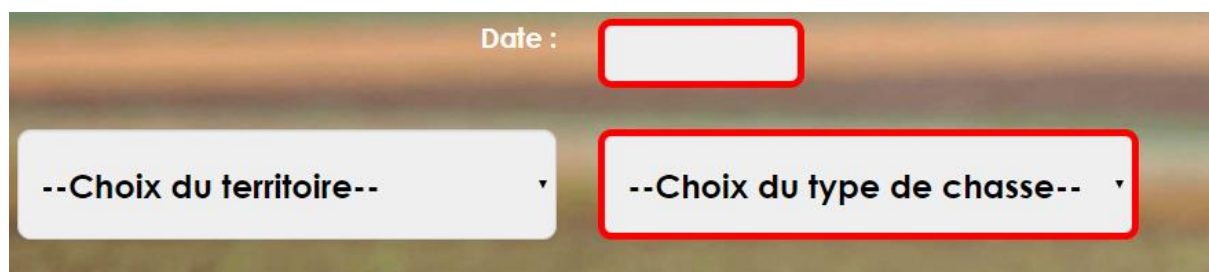 Date :
--Choix du territoire--
--Choix du type de chasse--